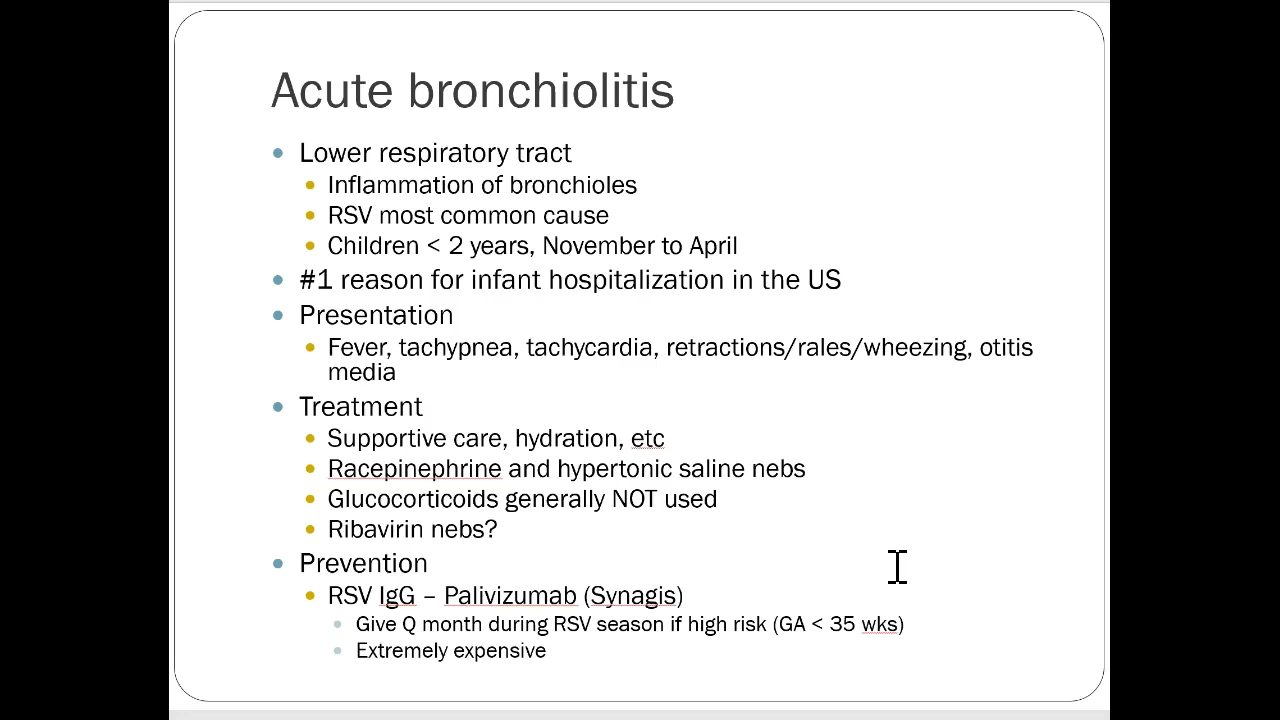 Acute bronchiolitis
Lower respiratory tract
Inflammation of bronchioles
RSV most common cause
Children < 2 years, November to April
#1 reason for infant hospitalization in the US
Presentation
Fever, tachypnea, tachycardia, retractions/rales/wheezing, otitis
media
Treatment
Supportive care, hydration, etc
Racepinephrine and hypertonic saline nebs
Glucocorticoids generally NOT used
Ribavirin nebs?
Prevention
RSV IgG – Palivizumab (Synagis)
Give Q month during RSV season if high risk (GA < 35 wks)
Extremely expensive